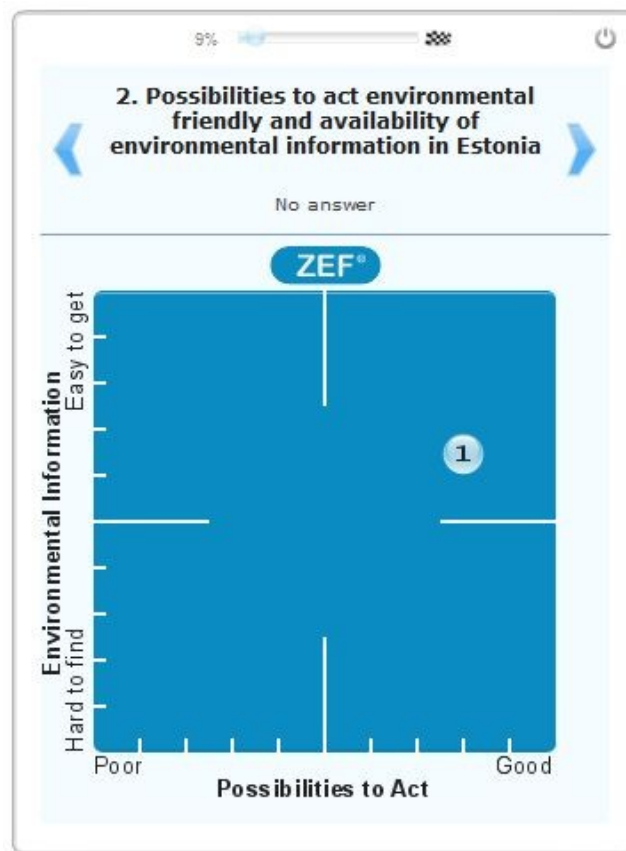 9%
2. Possibilities to act environmental
friendly and availability of
environmental information in Estonia
No answer
ZEF®
Easy to get
Environmental Information
Hard to find
1
Poor
Good
Possibilities to Act